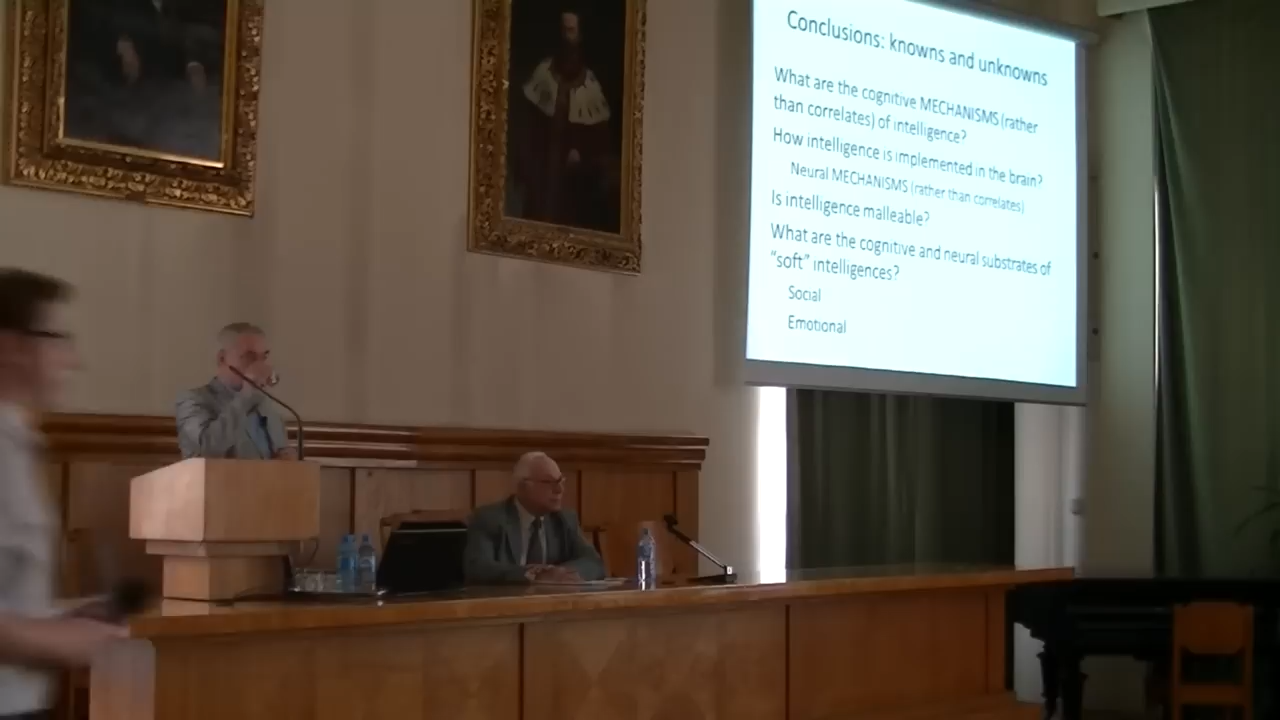 Conclusions: knowns and unknowns
What are the cognitive MECHANISMS (rather
than correlates) of intelligence?
How intelligence is implemented in the brain?
Neural MECHANISMS (rather than correlates)
Is intelligence malleable?
What are the cognitive and neural substrates of
"soft" intelligences?
Social
Emotional